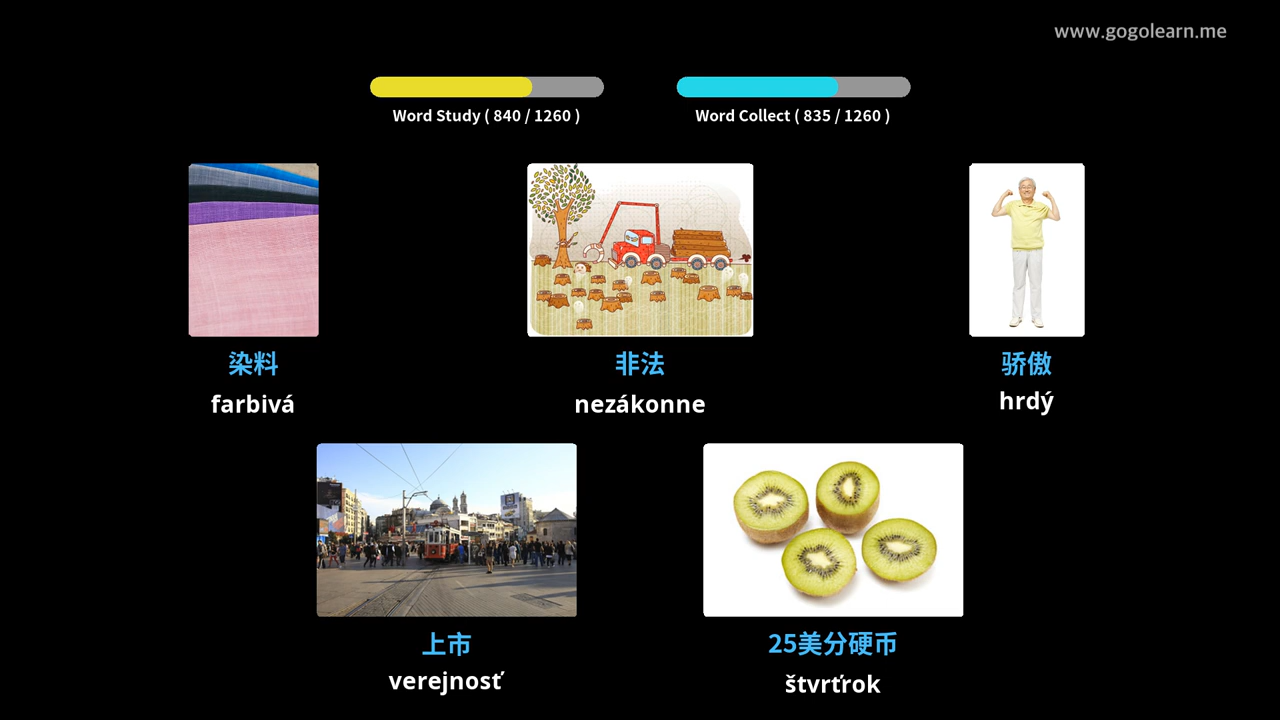 www.gogolearn.me
Word Study ( 840 / 1260 )
Word Collect ( 835 / 1260 )
染料
farbivá
非法
nezákonne
骄傲
hrdý
上市
verejnosť
25美分硬币
štvrťrok